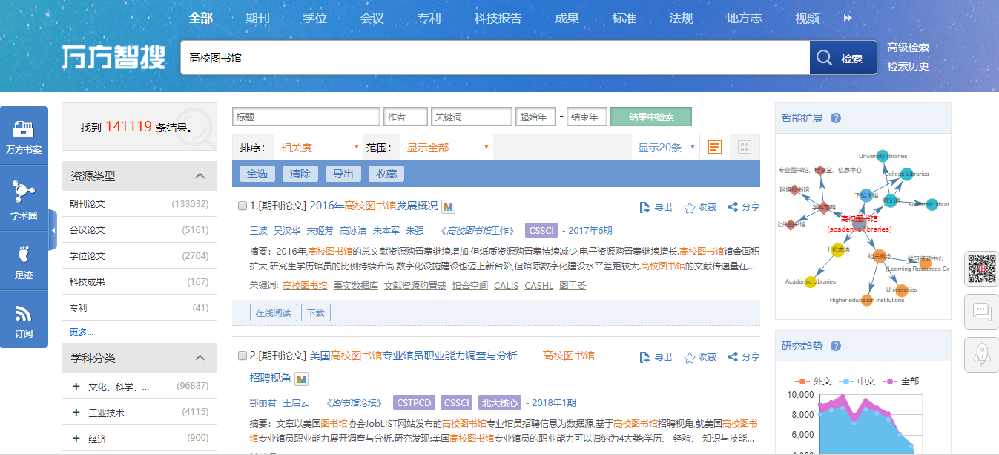 全部 期刊 学位 会议 专利 科技报告 成果 标准 法规 地方志 视频
万方智搜 高校图书馆 检索
高级检索
检索历史
万方书案
学术圈
足迹
订阅
找到 141119 条结果。
资源类型
期刊论文 (133032)
会议论文 (5161)
学位论文 (2704)
科技成果 (167)
专利 (41)
更多...
学科分类
+ 文化、科学、... (96887)
+ 工业技术 (4115)
+ 经济 (900)
标题 作者 关键词 起始年 - 结束年 结果中检索
排序: 相关度 范围: 显示全部 显示20条
全选 清除 导出 收藏
1.[期刊论文] 2016年高校图书馆发展概况 M 导出 收藏 分享
王波 吴汉华 宋姬芳 高冰洁 朱本军 朱强 《高校图书馆工作》 CSSCI - 2017年6期
摘要: 2016年,高校图书馆的总文献资源购置费继续增加,但纸质资源购置费持续减少,电子资源购置费继续增长.高校图书馆馆舍面积
扩大,研究生学历馆员的比例持续升高,数字化设施建设也迈上新台阶,但馆际数字化建设水平差距较大.高校图书馆的文献传递量在...
关键词: 高校图书馆 事实数据库 文献资源购置费 馆舍空间 CALIS CASHL 图工委
在线阅读 下载
2.[期刊论文] 美国高校图书馆专业馆员职业能力调查与分析 ——高校图书馆
招聘视角 M 导出 收藏 分享
鄂丽君 王启云 《图书馆论坛》 CSTPCD CSSCI 北大核心 - 2018年1期
摘要: 文章以美国图书馆协会JobLIST网站发布的高校图书馆专业馆员招聘信息为数据源,基于高校图书馆招聘视角,就美国高校图书
馆专业馆员职业能力展开调查与分析.研究发现:美国高校图书馆专业馆员的职业能力可以归纳为4大类:学历、 经验、 知识与技能...
智能扩展 ?
University libraries
专业图书馆、档案室、信息中心
College Libraries
网络图书馆
下位术语
同义词
Academic librar
学科范畴
公共图书馆
高校图书馆
(academic libraries)
上位术语
相关概念
学习资源中心
(Learning Resources Ce
Academic Libraries
Universities
Higher education institutions
研究趋势 ?
外文 中文 全部
10,000
8,000
6,000